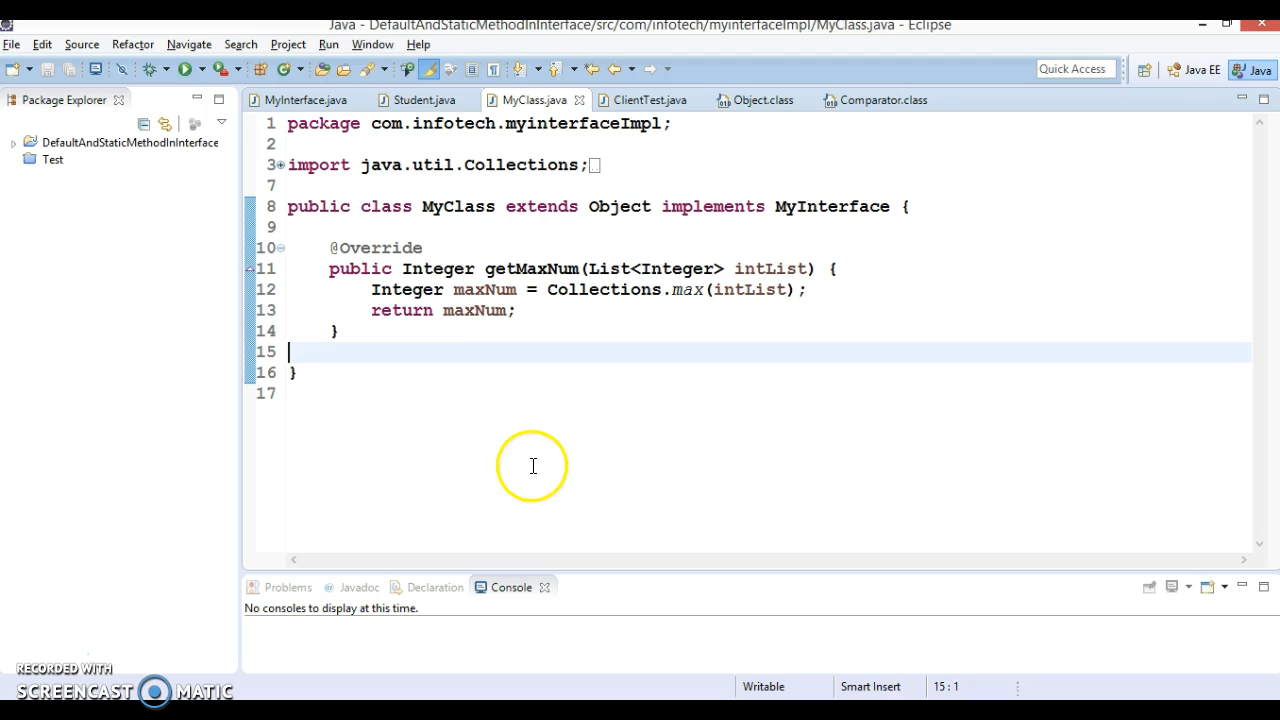 Java - DefaultAndStaticMethodInInterface/src/com/infotech/myinterfaceImpl/MyClass.java - Eclipse
File Edit Source Refactor Navigate Search Project Run Window Help
Quick Access Java EE Java
Package Explorer MyInterface.java Student.java MyClass.java ClientTest.java Object.class Comparator.class
DefaultAndStaticMethodInInterface
Test
1 package com.infotech.myinterfaceImpl;
2
3 import java.util.Collections;
7
8 public class MyClass extends Object implements MyInterface {
9
10 @Override
11 public Integer getMaxNum(List<Integer> intList) {
12 Integer maxNum = Collections.max(intList);
13 return maxNum;
14 }
15
16 }
17
Problems @ Javadoc Declaration Console
No consoles to display at this time.
RECORDED WITH
SCREENCAST MATIC
Writable Smart Insert 15 : 1